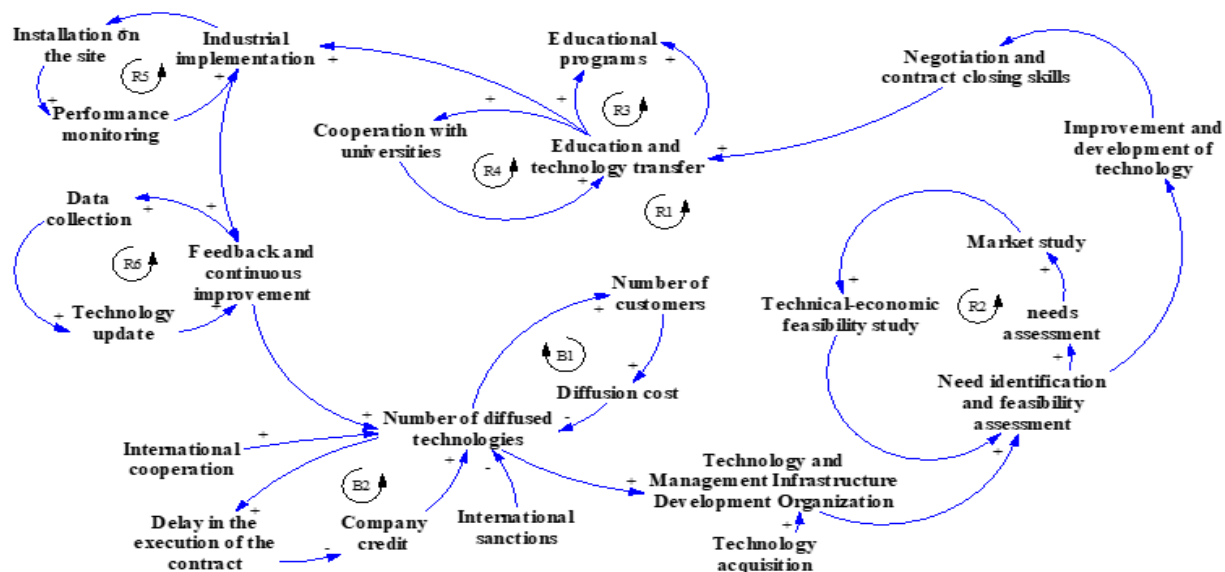 Installation on
the site
R5
Performance
monitoring
Industrial
implementation
Educational
programs
R3
Cooperation with
universities
R4
Education and
technology transfer
R1
Negotiation and
contract closing skills
Improvement and
development of
technology
Data
collection
R6
Technology
update
Feedback and
continuous
improvement
Market study
Technical-economic
feasibility study
R2
needs
assessment
Need identification
and feasibility
assessment
Number of
customers
B1
Diffusion cost
Number of diffused
technologies
International
cooperation
B2
Delay in the
execution of the
contract
Company
credit
International
sanctions
Technology and
Management Infrastructure
Development Organization
Technology
acquisition